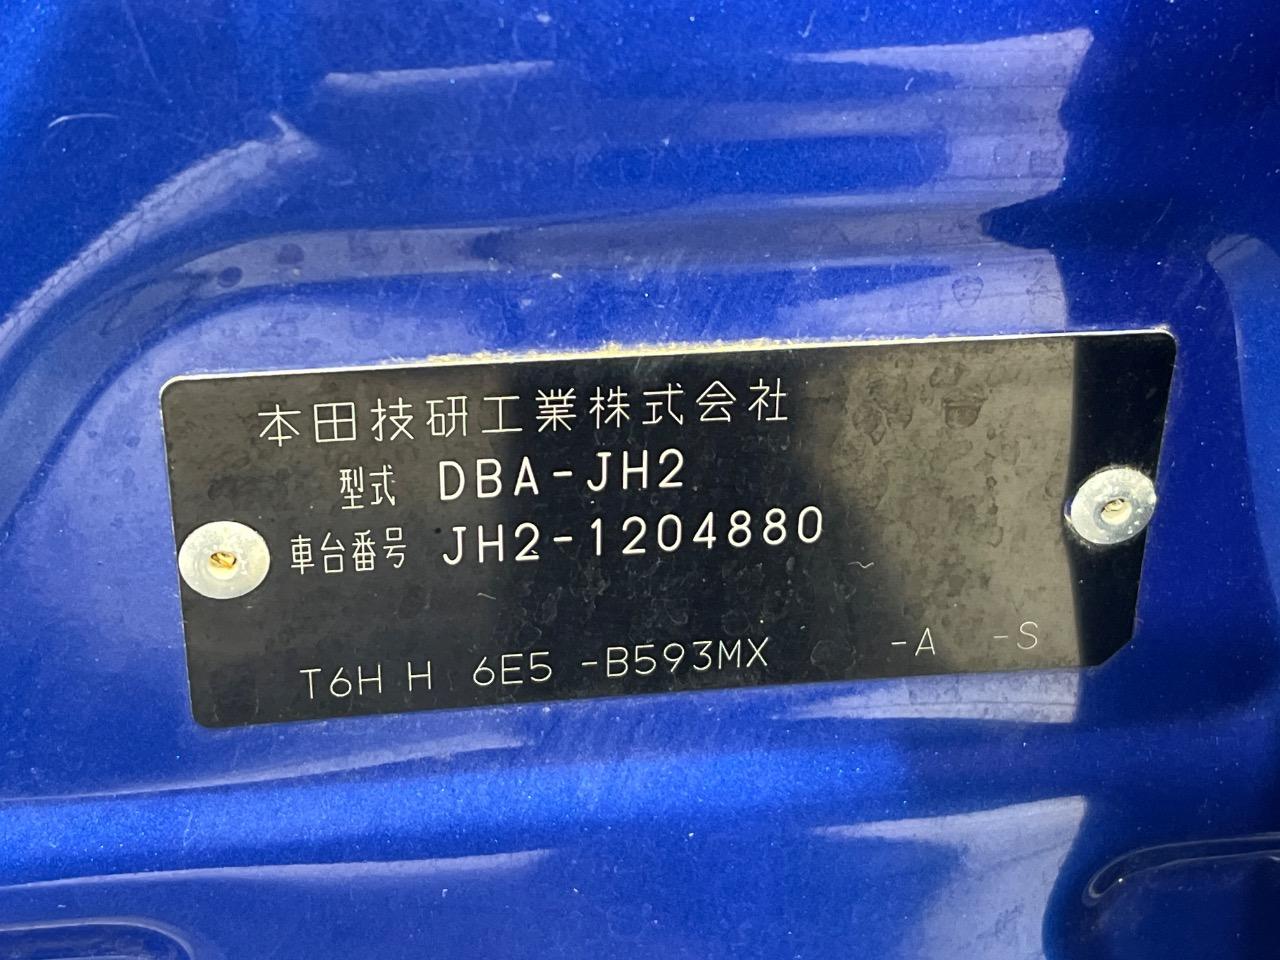 本田技研工業株式会社
型式 DBA-JH2
車台番号 JH2-1204880
T6H H 6E5 -B593MX -A -S